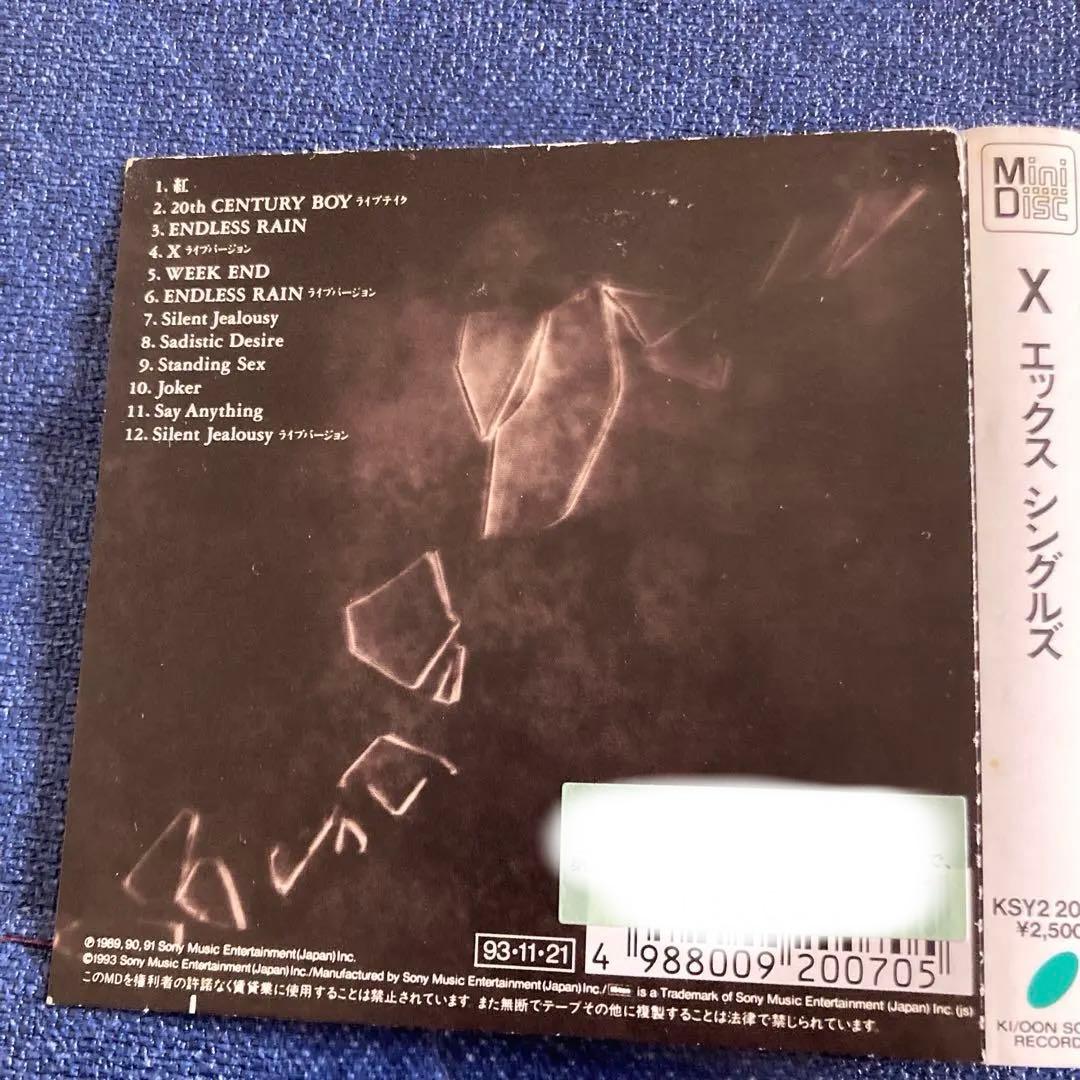 1. 紅
2. 20th CENTURY BOY ライブテイク
3. ENDLESS RAIN
4. X ライブバージョン
5. WEEK END
6. ENDLESS RAIN ライブバージョン
7. Silent Jealousy
8. Sadistic Desire
9. Standing Sex
10. Joker
11. Say Anything
12. Silent Jealousy ライブバージョン
℗1989, 90, 91 Sony Music Entertainment(Japan)Inc.
©1993 Sony Music Entertainment(Japan)Inc./Manufactured by Sony Music Entertainment(Japan)Inc./ is a Trademark of Sony Music Entertainment (Japan) Inc. (js)
このMDを権利者の許諾なく賃貸業に使用することは禁止されています。また無断でテープその他に複製することは法律で禁じられています。
93・11・21
4 988009 200705
Mini
Disc
X エックス シングルズ
KSY2 20
¥2,500
KI/OON SO
RECORD